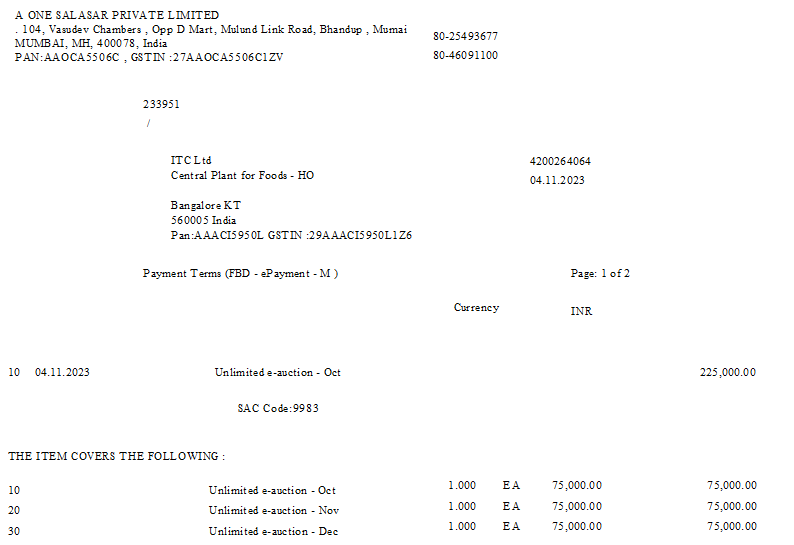 A ONE SALASAR PRIVATE LIMITED
. 104, Vasudev Chambers , Opp D Mart, Mulund Link Road, Bhandup , Mumai
MUMBAI, MH, 400078, India
PAN:AAOCA5506C , GSTIN :27AAOCA5506C1ZV
80-25493677
80-46091100
233951
/
ITC Ltd 4200264064
Central Plant for Foods - HO 04.11.2023
Bangalore KT
560005 India
Pan:AAACI5950L GSTIN :29AAACI5950L1Z6
Payment Terms (FBD - ePayment - M ) Page: 1 of 2
Currency INR
10 04.11.2023 Unlimited e-auction - Oct 225,000.00
SAC Code:9983
THE ITEM COVERS THE FOLLOWING :
10 Unlimited e-auction - Oct 1.000 EA 75,000.00 75,000.00
20 Unlimited e-auction - Nov 1.000 EA 75,000.00 75,000.00
30 Unlimited e-auction - Dec 1.000 EA 75,000.00 75,000.00